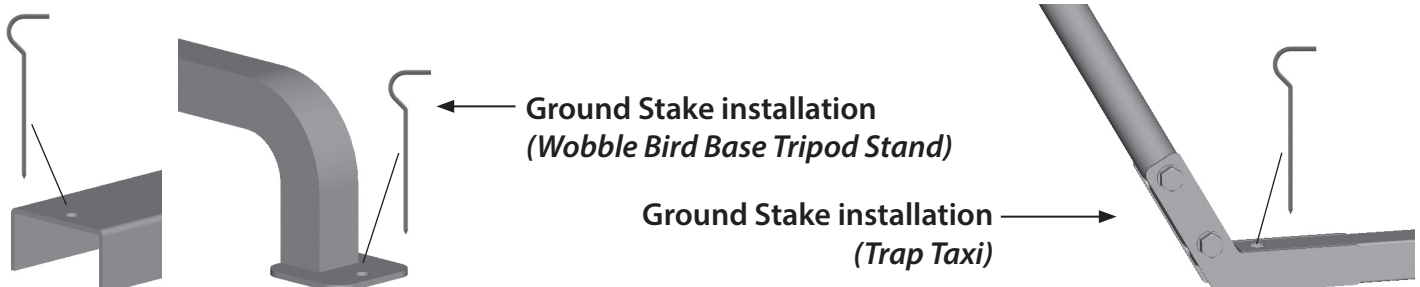 Ground Stake installation
(Wobble Bird Base Tripod Stand)
Ground Stake installation
(Trap Taxi)